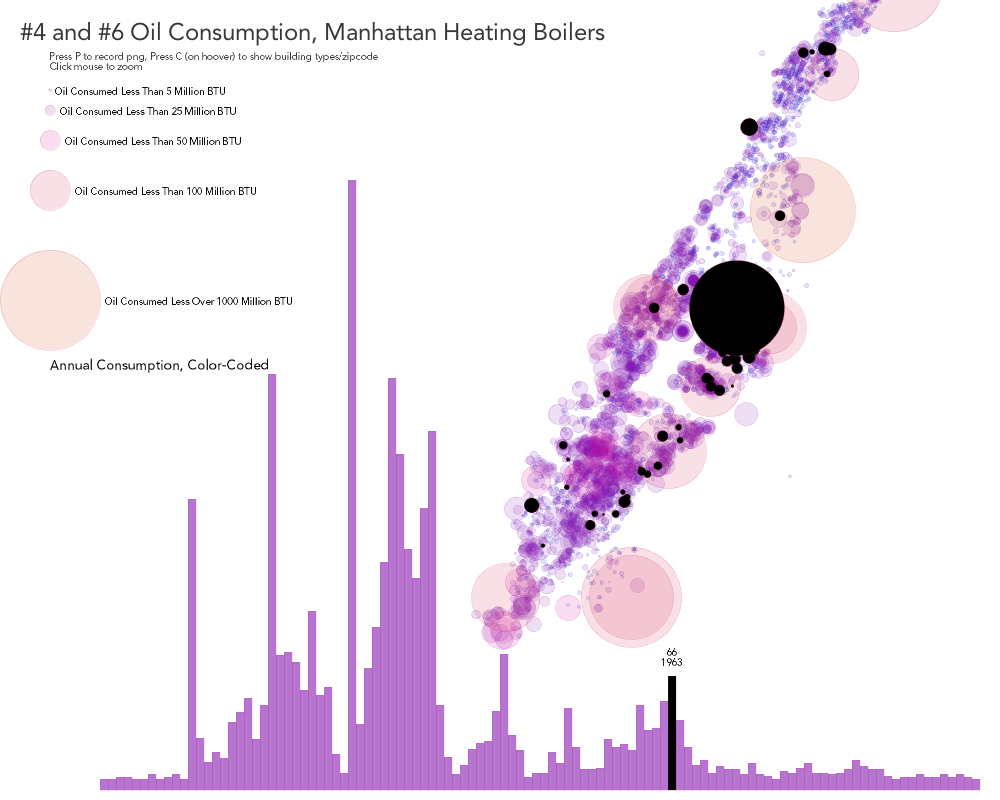 #4 and #6 Oil Consumption, Manhattan Heating Boilers
Press P to record png, Press C (on hoover) to show building types/zipcode
Click mouse to zoom
Oil Consumed Less Than 5 Million BTU
Oil Consumed Less Than 25 Million BTU
Oil Consumed Less Than 50 Million BTU
Oil Consumed Less Than 100 Million BTU
Oil Consumed Less Over 1000 Million BTU
Annual Consumption, Color-Coded
66
1963